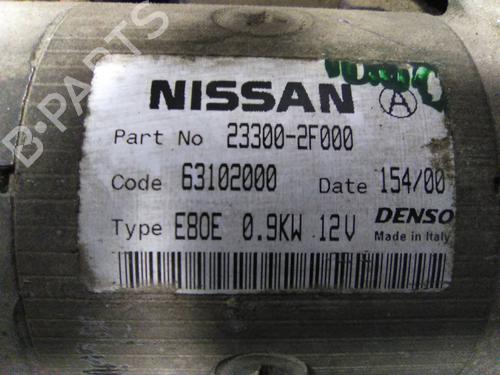 B-PARTS
NISSAN A
Part No 23300-2F000
Code 63102000 Date 154/00
Type E80E 0.9KW 12V DENSO
Made in Italy